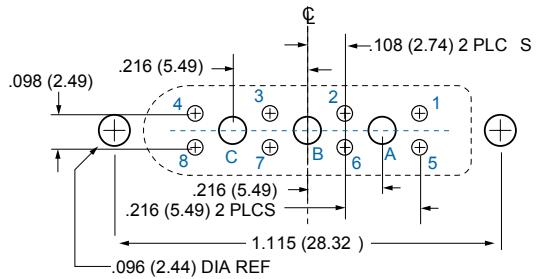 ℄
.108 (2.74) 2 PLC S
.216 (5.49)
.098 (2.49)
4 3 2 1
C B A
8 7 6 5
.216 (5.49)
.216 (5.49) 2 PLCS
1.115 (28.32 )
.096 (2.44) DIA REF